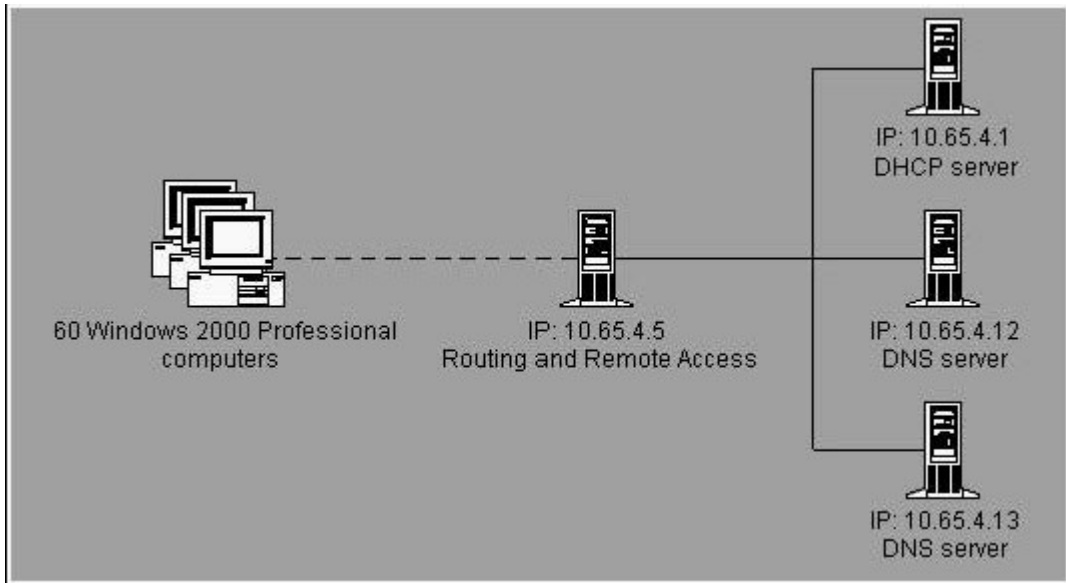 60 Windows 2000 Professional
computers
IP: 10.65.4.5
Routing and Remote Access
IP: 10.65.4.1
DHCP server
IP: 10.65.4.12
DNS server
IP: 10.65.4.13
DNS server